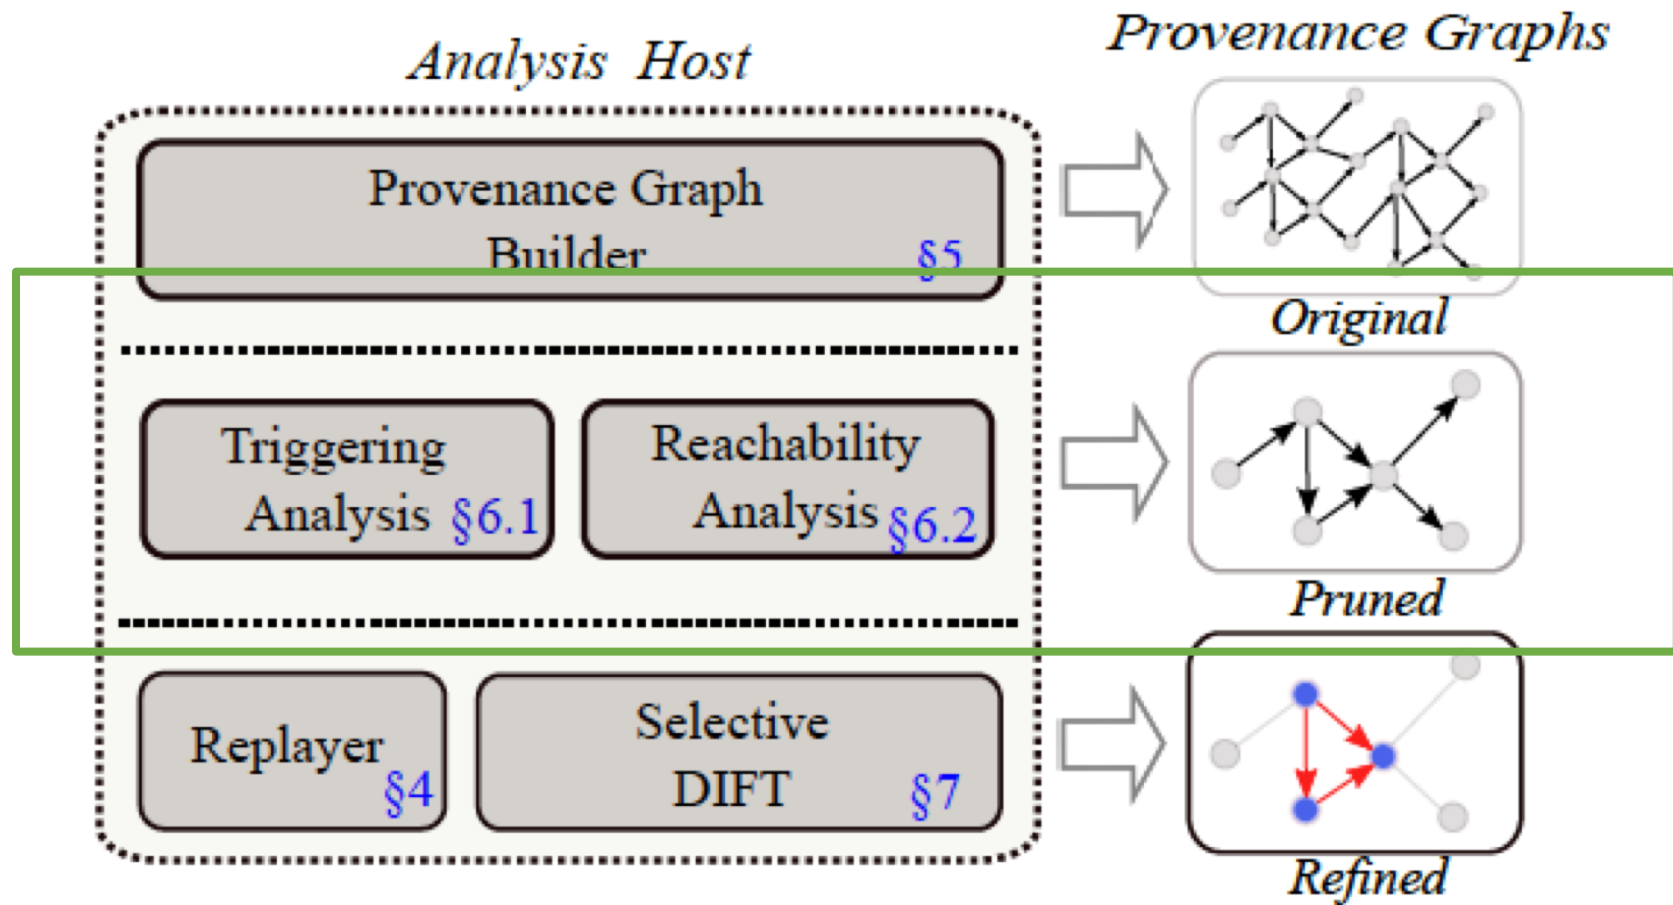 Analysis Host
Provenance Graphs
Provenance Graph
Builder
§5
Original
Triggering
Analysis §6.1
Reachability
Analysis §6.2
Pruned
Replayer
§4
Selective
DIFT
§7
Refined